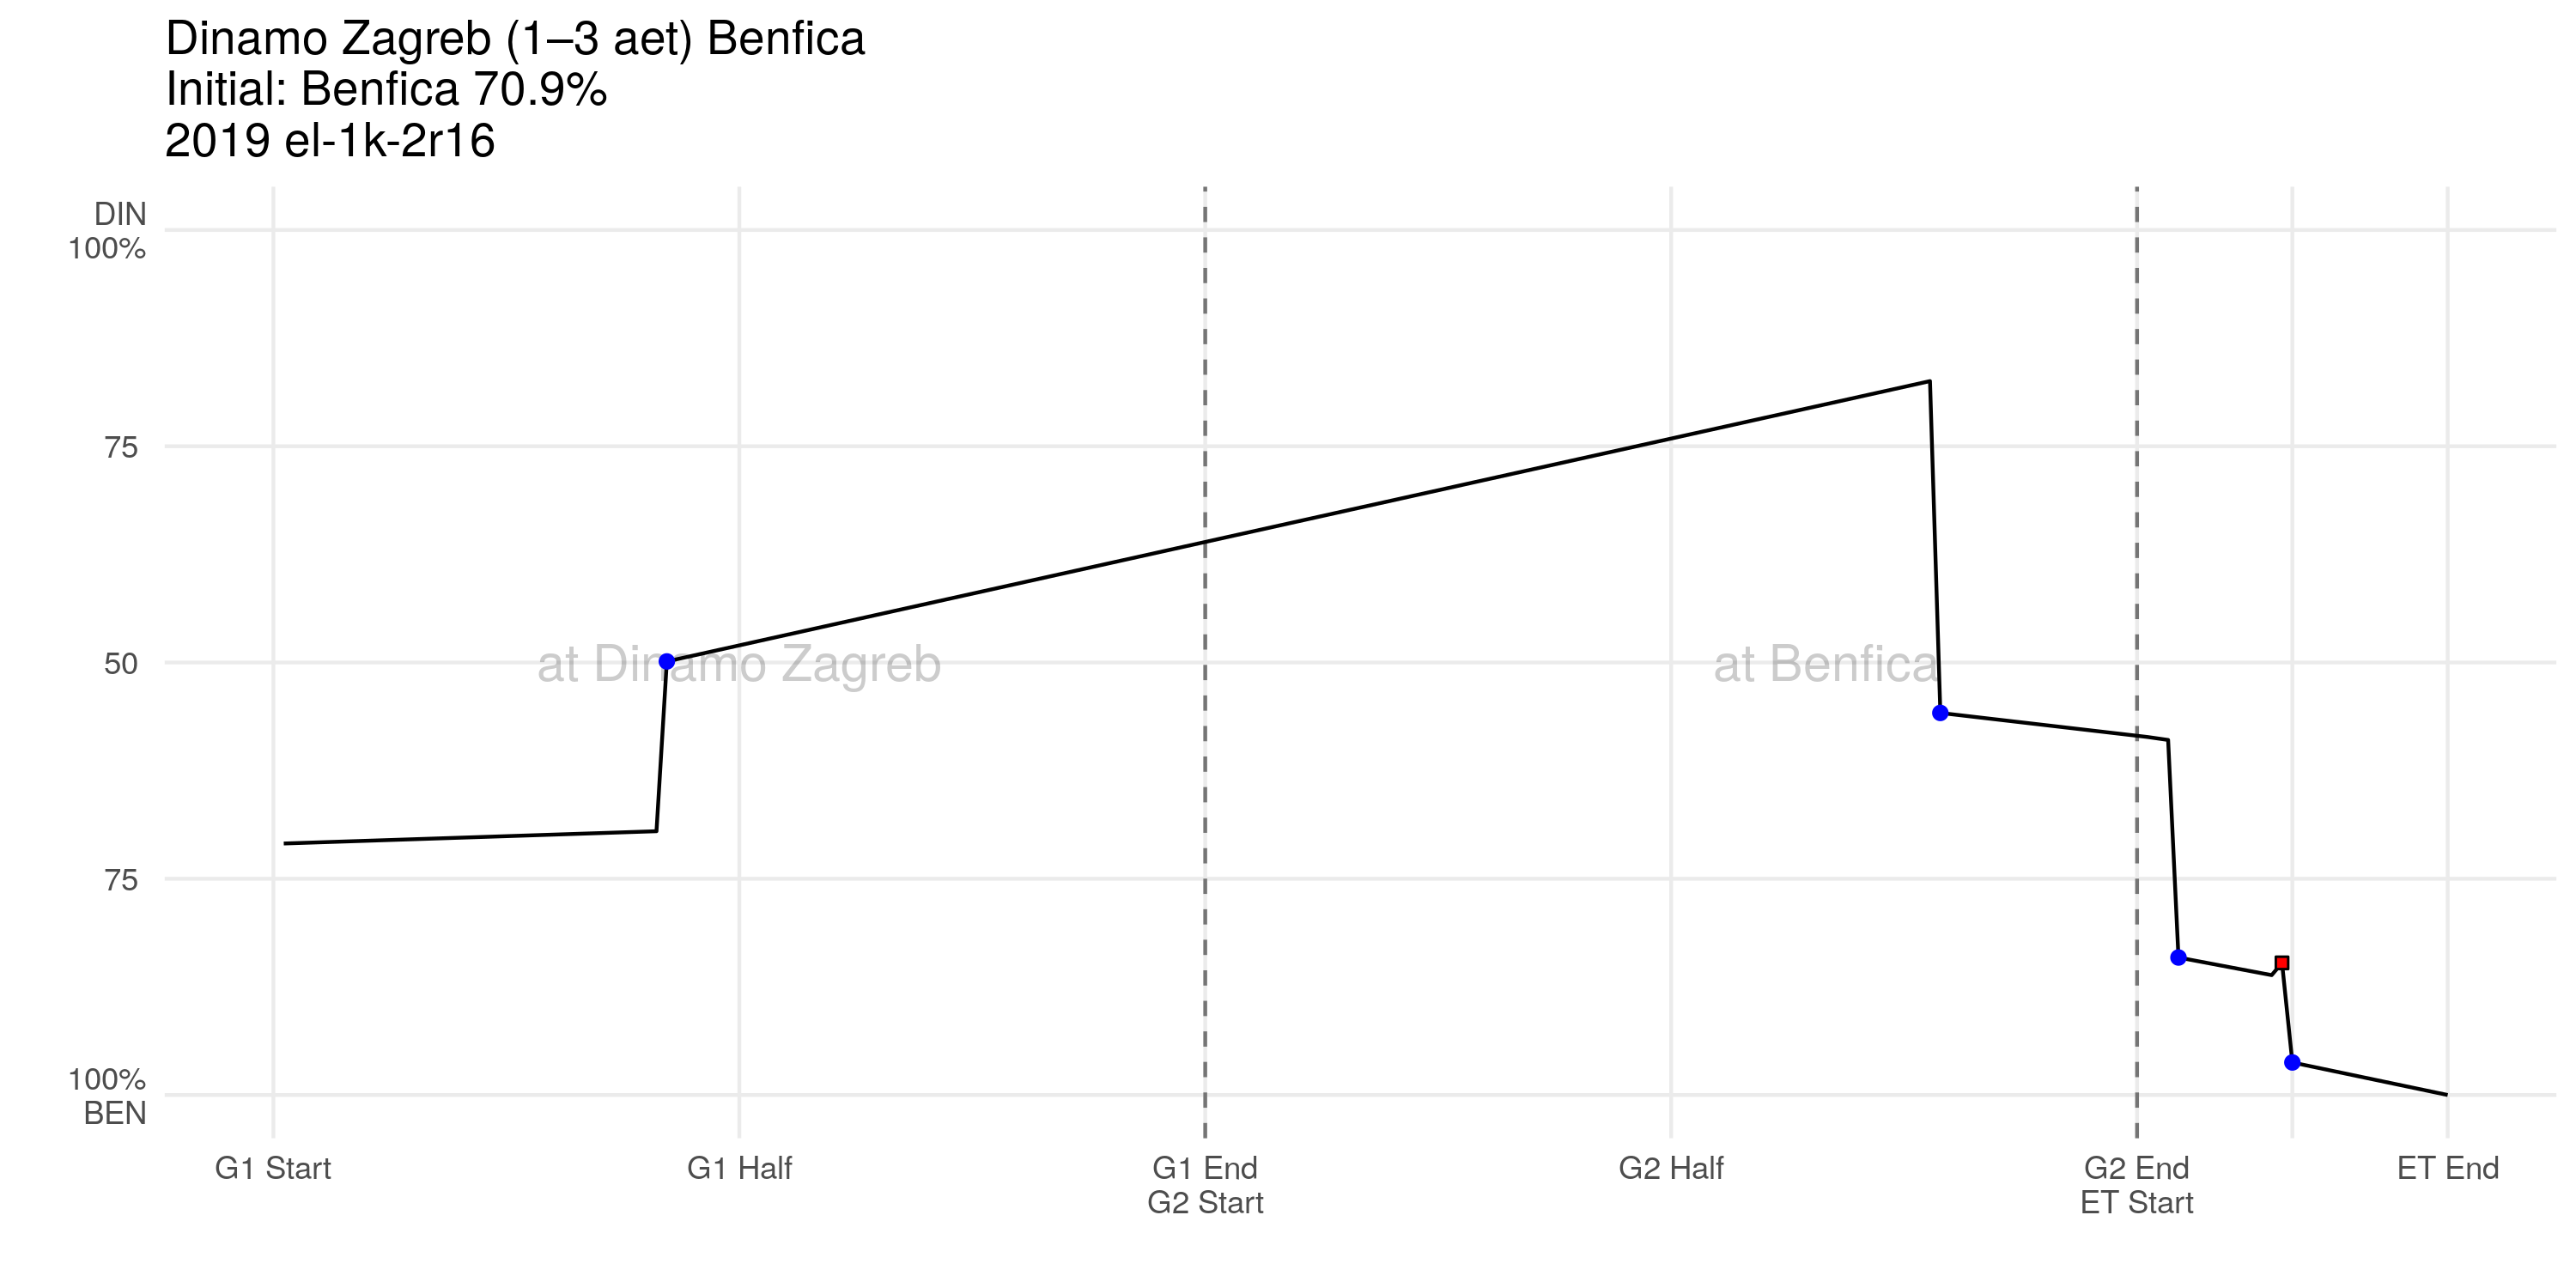 Dinamo Zagreb (1–3 aet) Benfica
Initial: Benfica 70.9%
2019 el-1k-2r16
DIN
100%
75
50
75
100%
BEN
at Dinamo Zagreb
at Benfica
G1 Start
G1 Half
G1 End
G2 Start
G2 Half
G2 End
ET Start
ET End